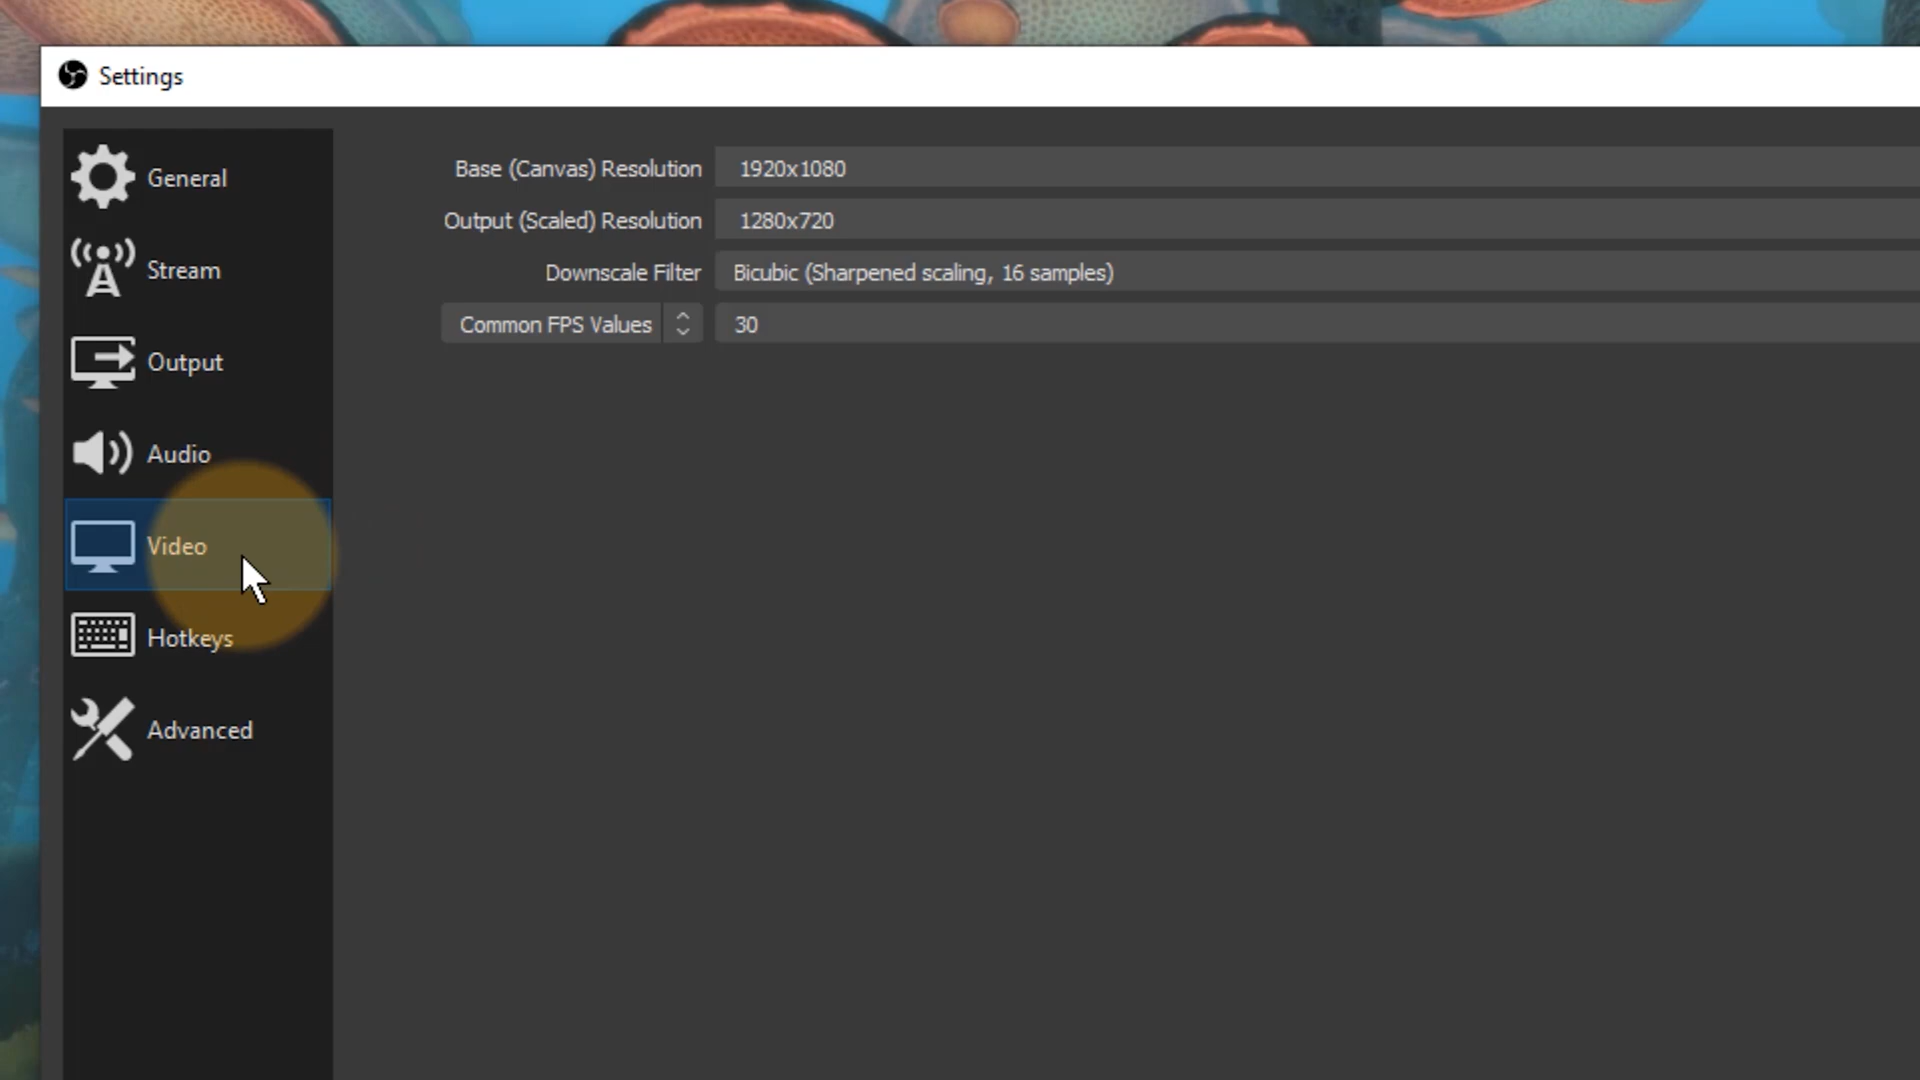 Settings
General
Stream
Output
Audio
Video
Hotkeys
Advanced
Base (Canvas) Resolution 1920x1080
Output (Scaled) Resolution 1280x720
Downscale Filter Bicubic (Sharpened scaling, 16 samples)
Common FPS Values 30